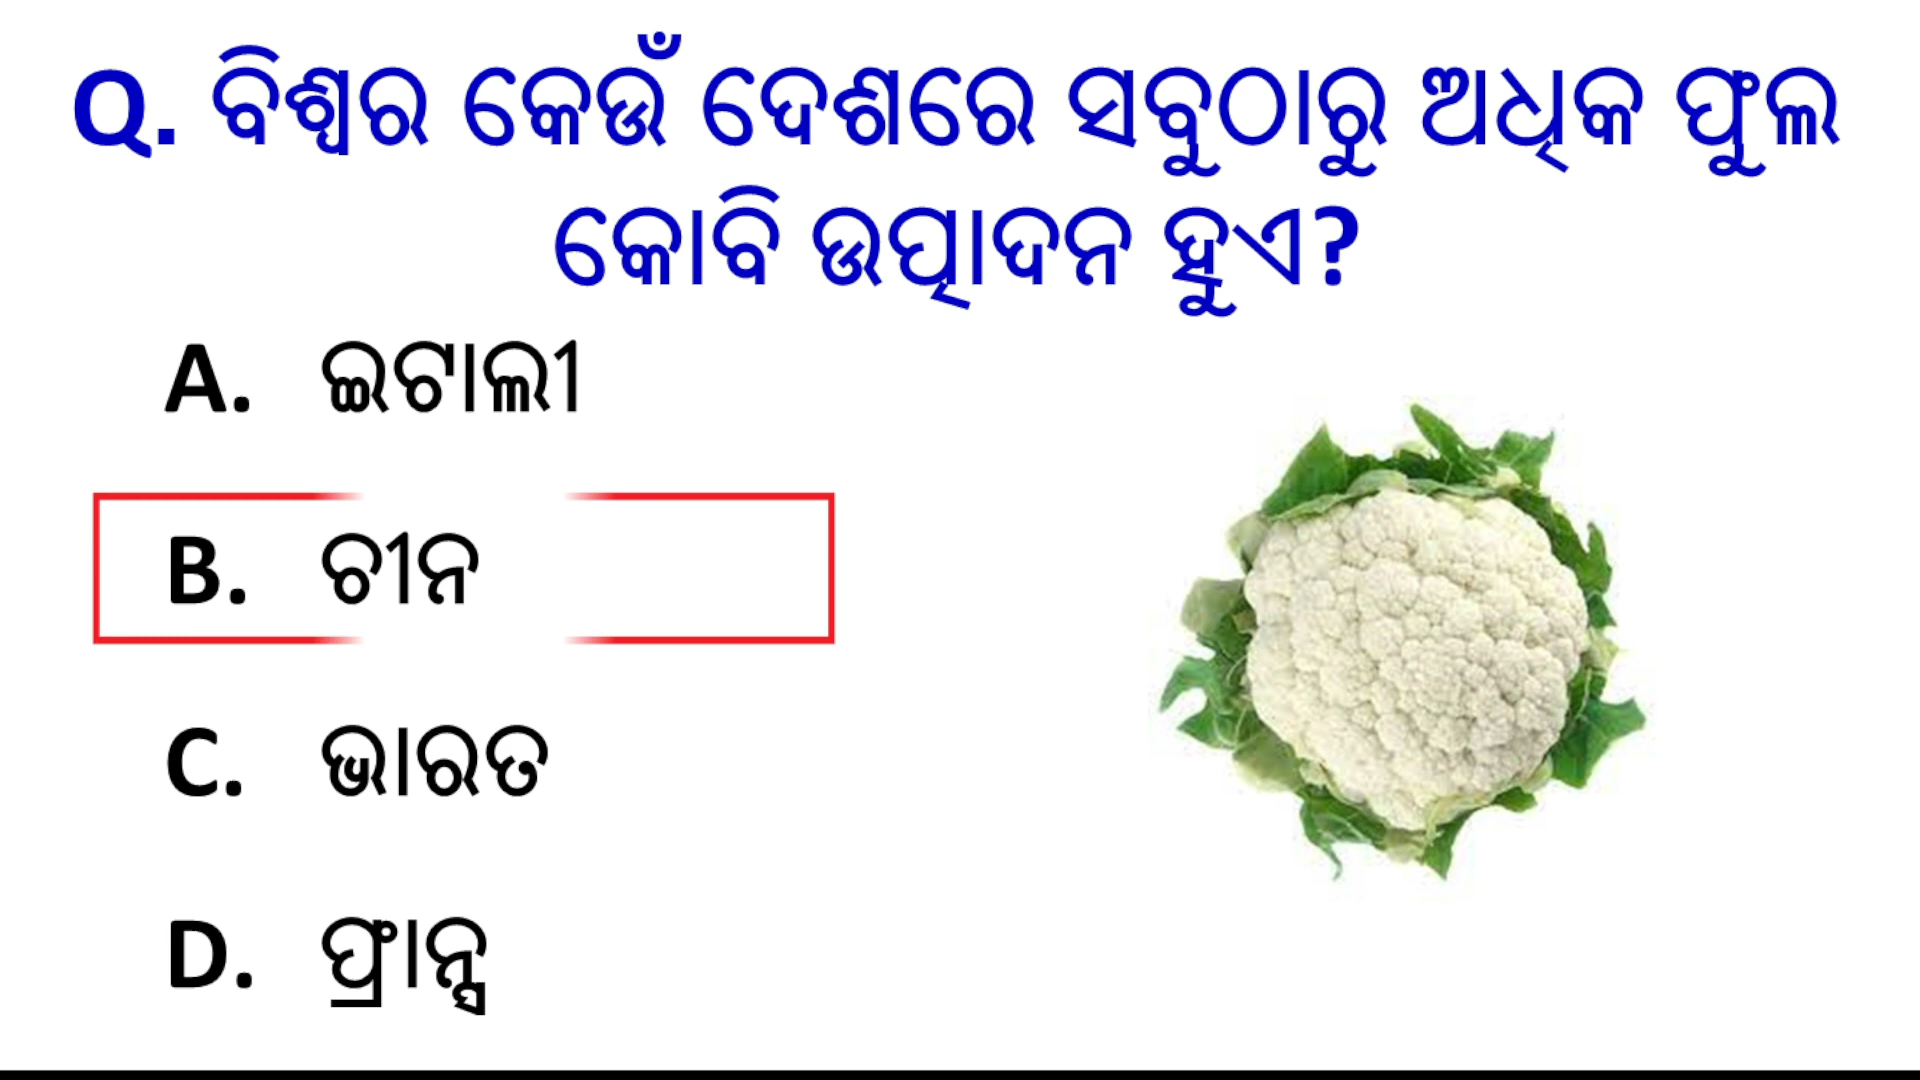 Q. ବିଶ୍ୱର କେଉଁ ଦେଶରେ ସବୁଠାରୁ ଅଧିକ ଫୁଲ
କୋବି ଉତ୍ପାଦନ ହୁଏ?
A. ଇଟାଲୀ
B. ଚୀନ
C. ଭାରତ
D. ଫ୍ରାନ୍ସ